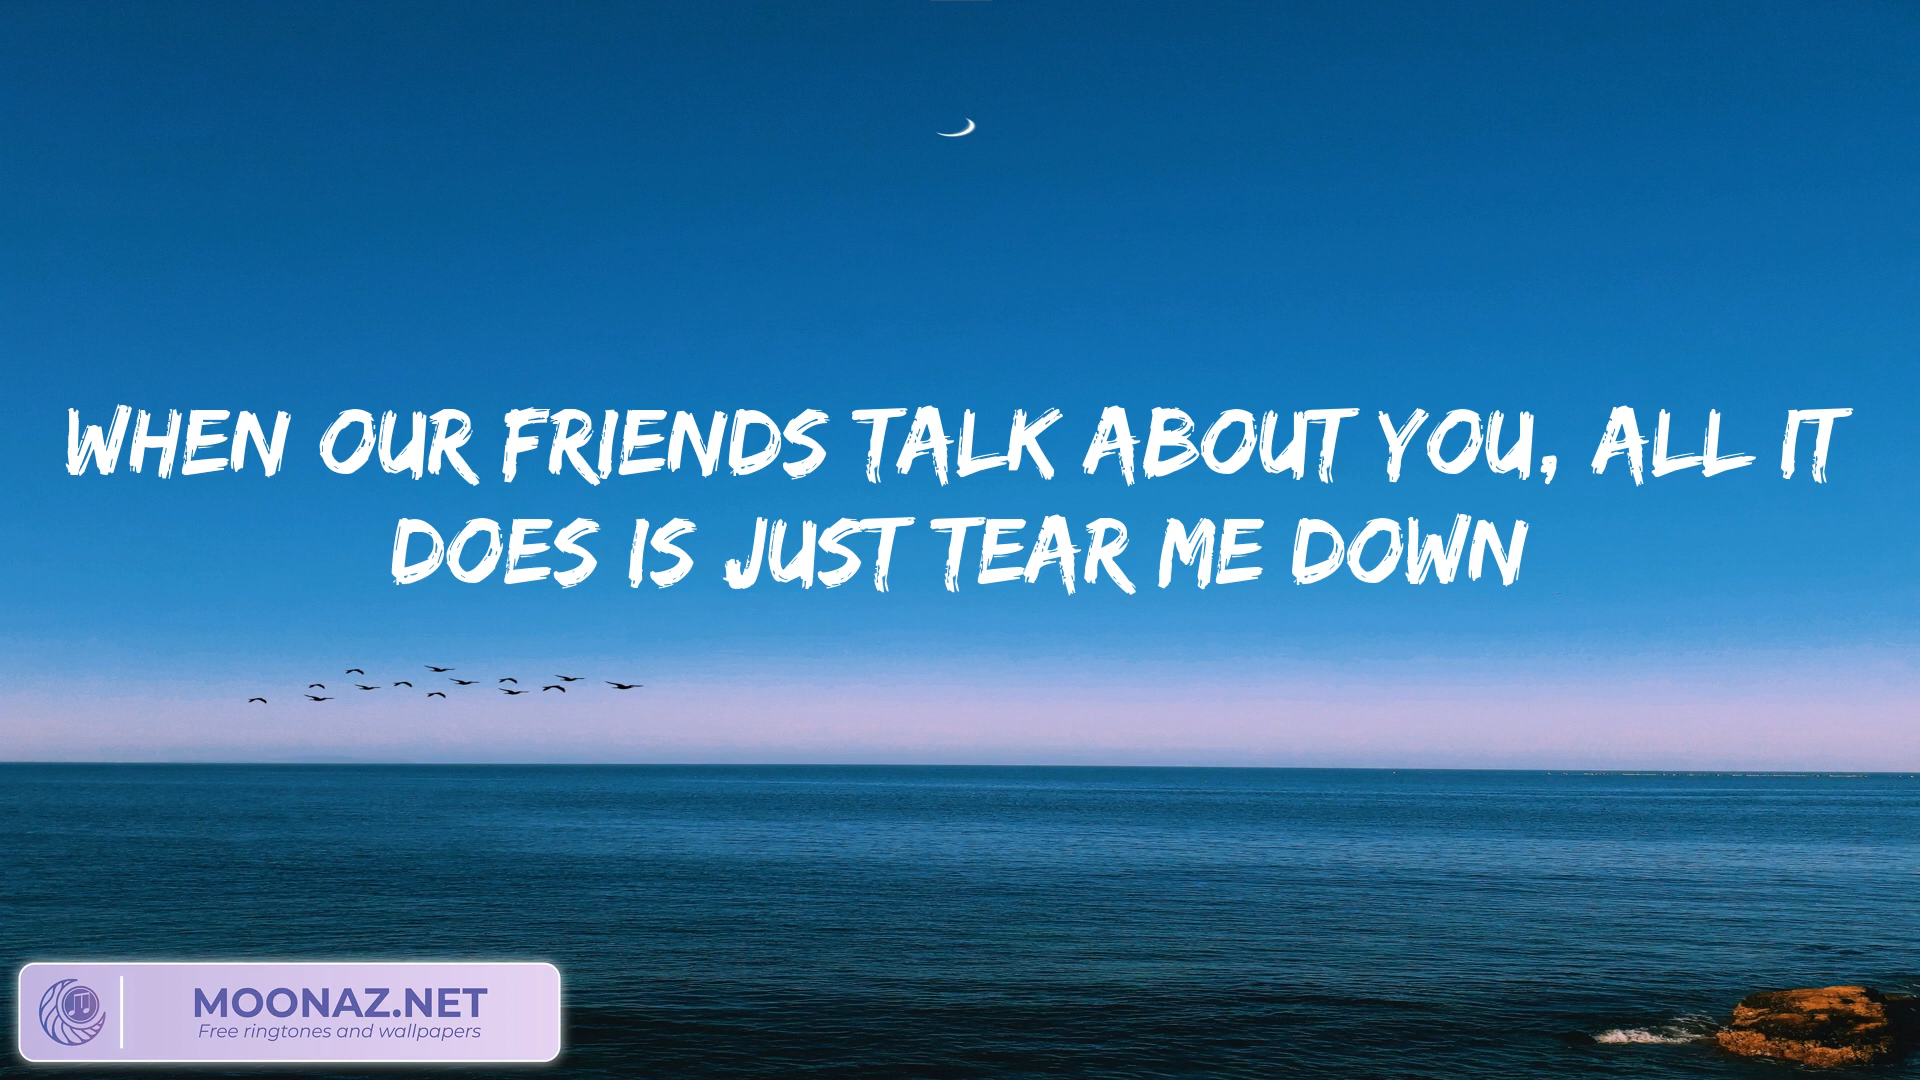 WHEN OUR FRIENDS TALK ABOUT YOU, ALL IT
DOES IS JUST TEAR ME DOWN
MOONAZ.NET
Free ringtones and wallpapers